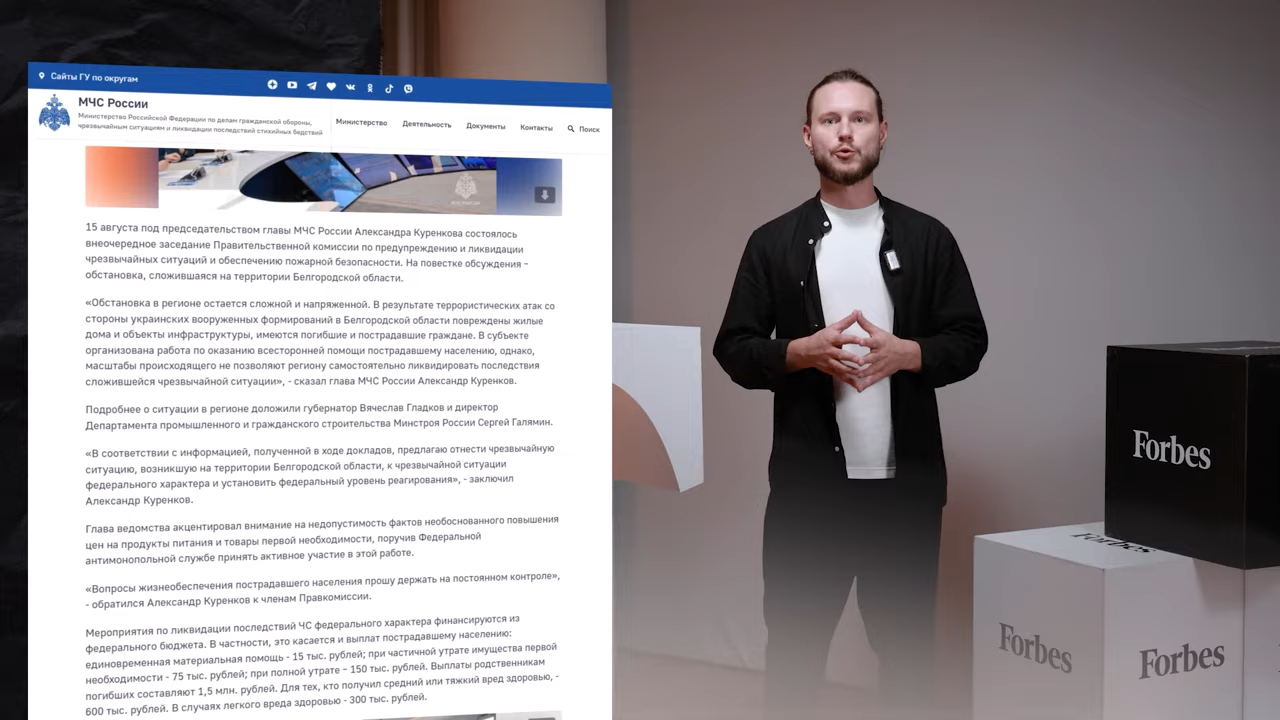 Сайты ГУ по округам
МЧС России
Министерство Российской Федерации по делам гражданской обороны,
чрезвычайным ситуациям и ликвидации последствий стихийных бедствий
Министерство Деятельность Документы Контакты Поиск
МЧС РОССИИ
15 августа под председательством главы МЧС России Александра Куренкова состоялось
внеочередное заседание Правительственной комиссии по предупреждению и ликвидации
чрезвычайных ситуаций и обеспечению пожарной безопасности. На повестке обсуждения –
обстановка, сложившаяся на территории Белгородской области.
«Обстановка в регионе остается сложной и напряженной. В результате террористических атак со
стороны украинских вооруженных формирований в Белгородской области повреждены жилые
дома и объекты инфраструктуры, имеются погибшие и пострадавшие граждане. В субъекте
организована работа по оказанию всесторонней помощи пострадавшему населению, однако,
масштабы происходящего не позволяют региону самостоятельно ликвидировать последствия
сложившейся чрезвычайной ситуации», - сказал глава МЧС России Александр Куренков.
Подробнее о ситуации в регионе доложили губернатор Вячеслав Гладков и директор
Департамента промышленного и гражданского строительства Минстроя России Сергей Галямин.
«В соответствии с информацией, полученной в ходе докладов, предлагаю отнести чрезвычайную
ситуацию, возникшую на территории Белгородской области, к чрезвычайной ситуации
федерального характера и установить федеральный уровень реагирования», - заключил
Александр Куренков.
Глава ведомства акцентировал внимание на недопустимость фактов необоснованного повышения
цен на продукты питания и товары первой необходимости, поручив Федеральной
антимонопольной службе принять активное участие в этой работе.
«Вопросы жизнеобеспечения пострадавшего населения прошу держать на постоянном контроле»,
- обратился Александр Куренков к членам Правкомиссии.
Мероприятия по ликвидации последствий ЧС федерального характера финансируются из
федерального бюджета. В частности, это касается и выплат пострадавшему населению:
единовременная материальная помощь - 15 тыс. рублей; при частичной утрате имущества первой
необходимости - 75 тыс. рублей; при полной утрате – 150 тыс. рублей. Выплаты родственникам
погибших составляют 1,5 млн. рублей. Для тех, кто получил средний или тяжкий вред здоровью, -
600 тыс. рублей. В случаях легкого вреда здоровью - 300 тыс. рублей.
Forbes
Forbes
Forbes
Forbes